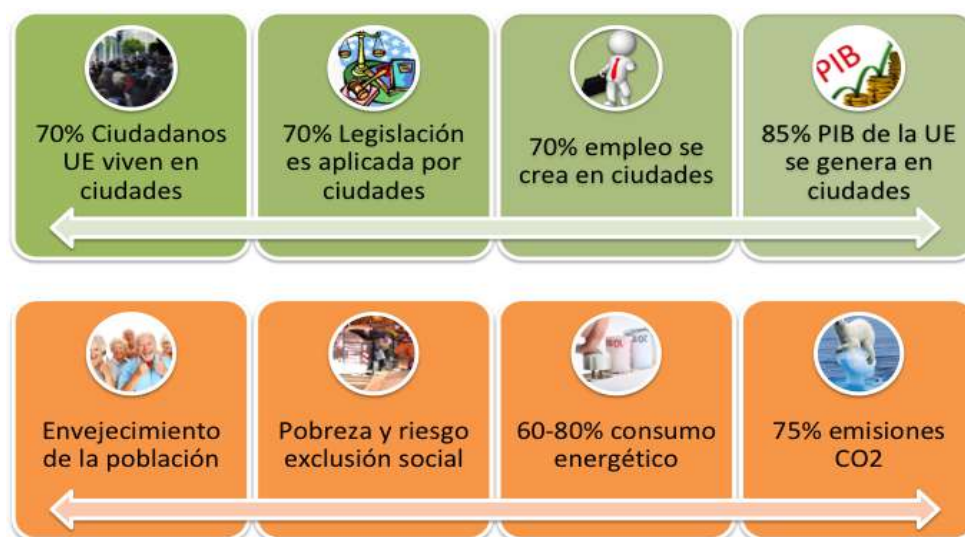 70% Ciudadanos
UE viven en
ciudades
70% Legislación
es aplicada por
ciudades
70% empleo se
crea en ciudades
PIB
85% PIB de la UE
se genera en
ciudades
Envejecimiento
de la población
Pobreza y riesgo
exclusión social
60-80% consumo
energético
75% emisiones
CO2